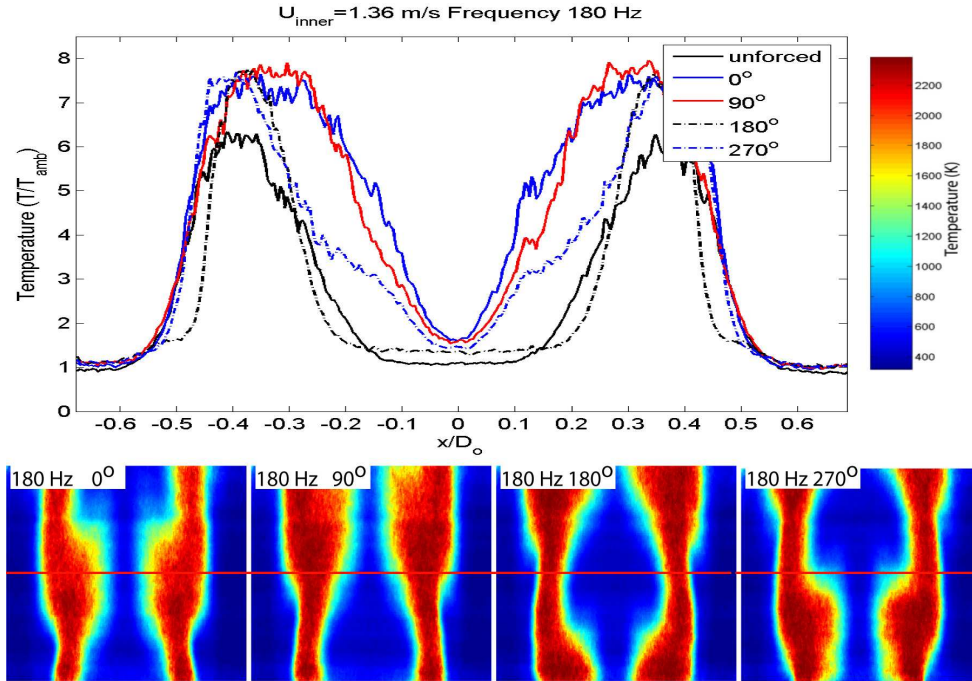 U_inner=1.36 m/s Frequency 180 Hz
8
7
6
5
4
3
2
1
0
Temperature (T/T_amb)
unforced
0°
90°
180°
270°
-0.6 -0.5 -0.4 -0.3 -0.2 -0.1 0 0.1 0.2 0.3 0.4 0.5 0.6
x/D_o
2200
2000
1800
1600
1400
1200
1000
800
600
400
Temperature (K)
180 Hz 0°
180 Hz 90°
180 Hz 180°
180 Hz 270°